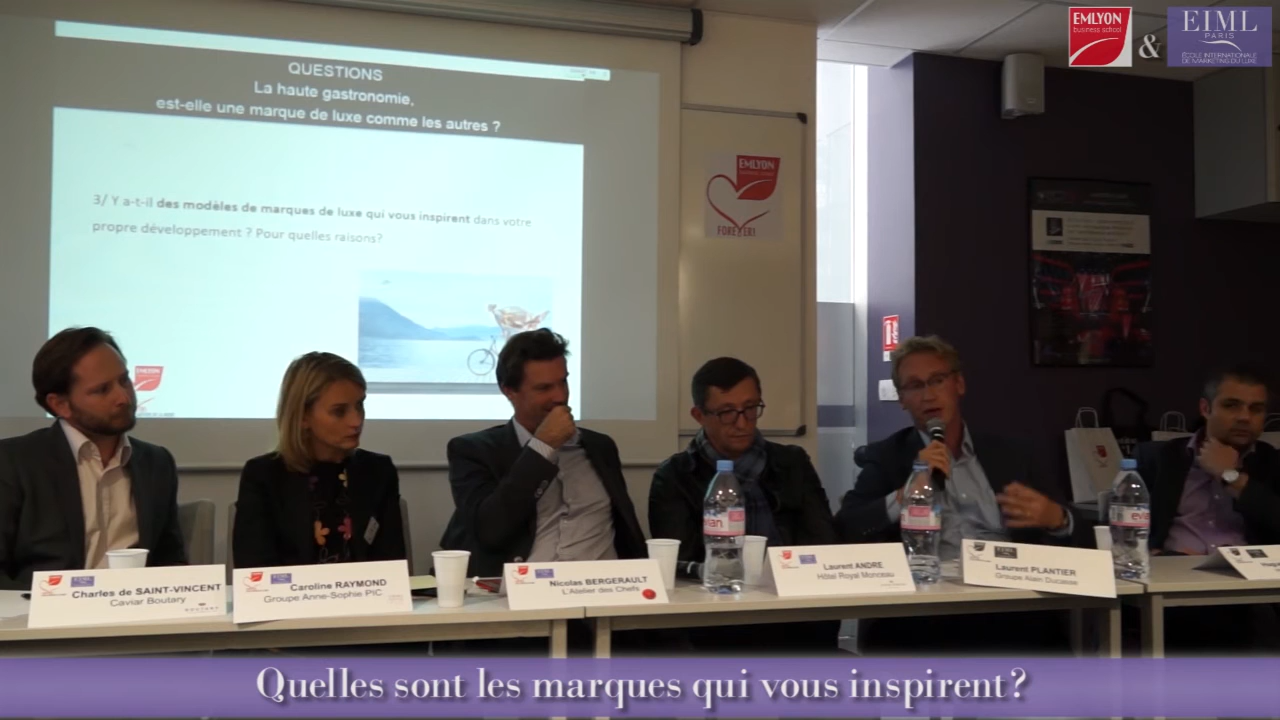 EMLYON
business school
&
EIML
PARIS
ÉCOLE INTERNATIONALE
DE MARKETING DU LUXE
QUESTIONS
La haute gastronomie,
est-elle une marque de luxe comme les autres ?
3/ Y a-t-il des modèles de marques de luxe qui vous inspirent dans votre
propre développement ? Pour quelles raisons?
EMLYON
FOREVER!
EMLYON
Charles de SAINT-VINCENT
Caviar Boutary
BOUTARY
Caroline RAYMOND
Groupe Anne-Sophie PIC
Nicolas BERGERAULT
L'Atelier des Chefs
evian
Laurent ANDRE
Hôtel Royal Monceau
EIML
Laurent PLANTIER
Groupe Alain Ducasse
evian
Quelles sont les marques qui vous inspirent?